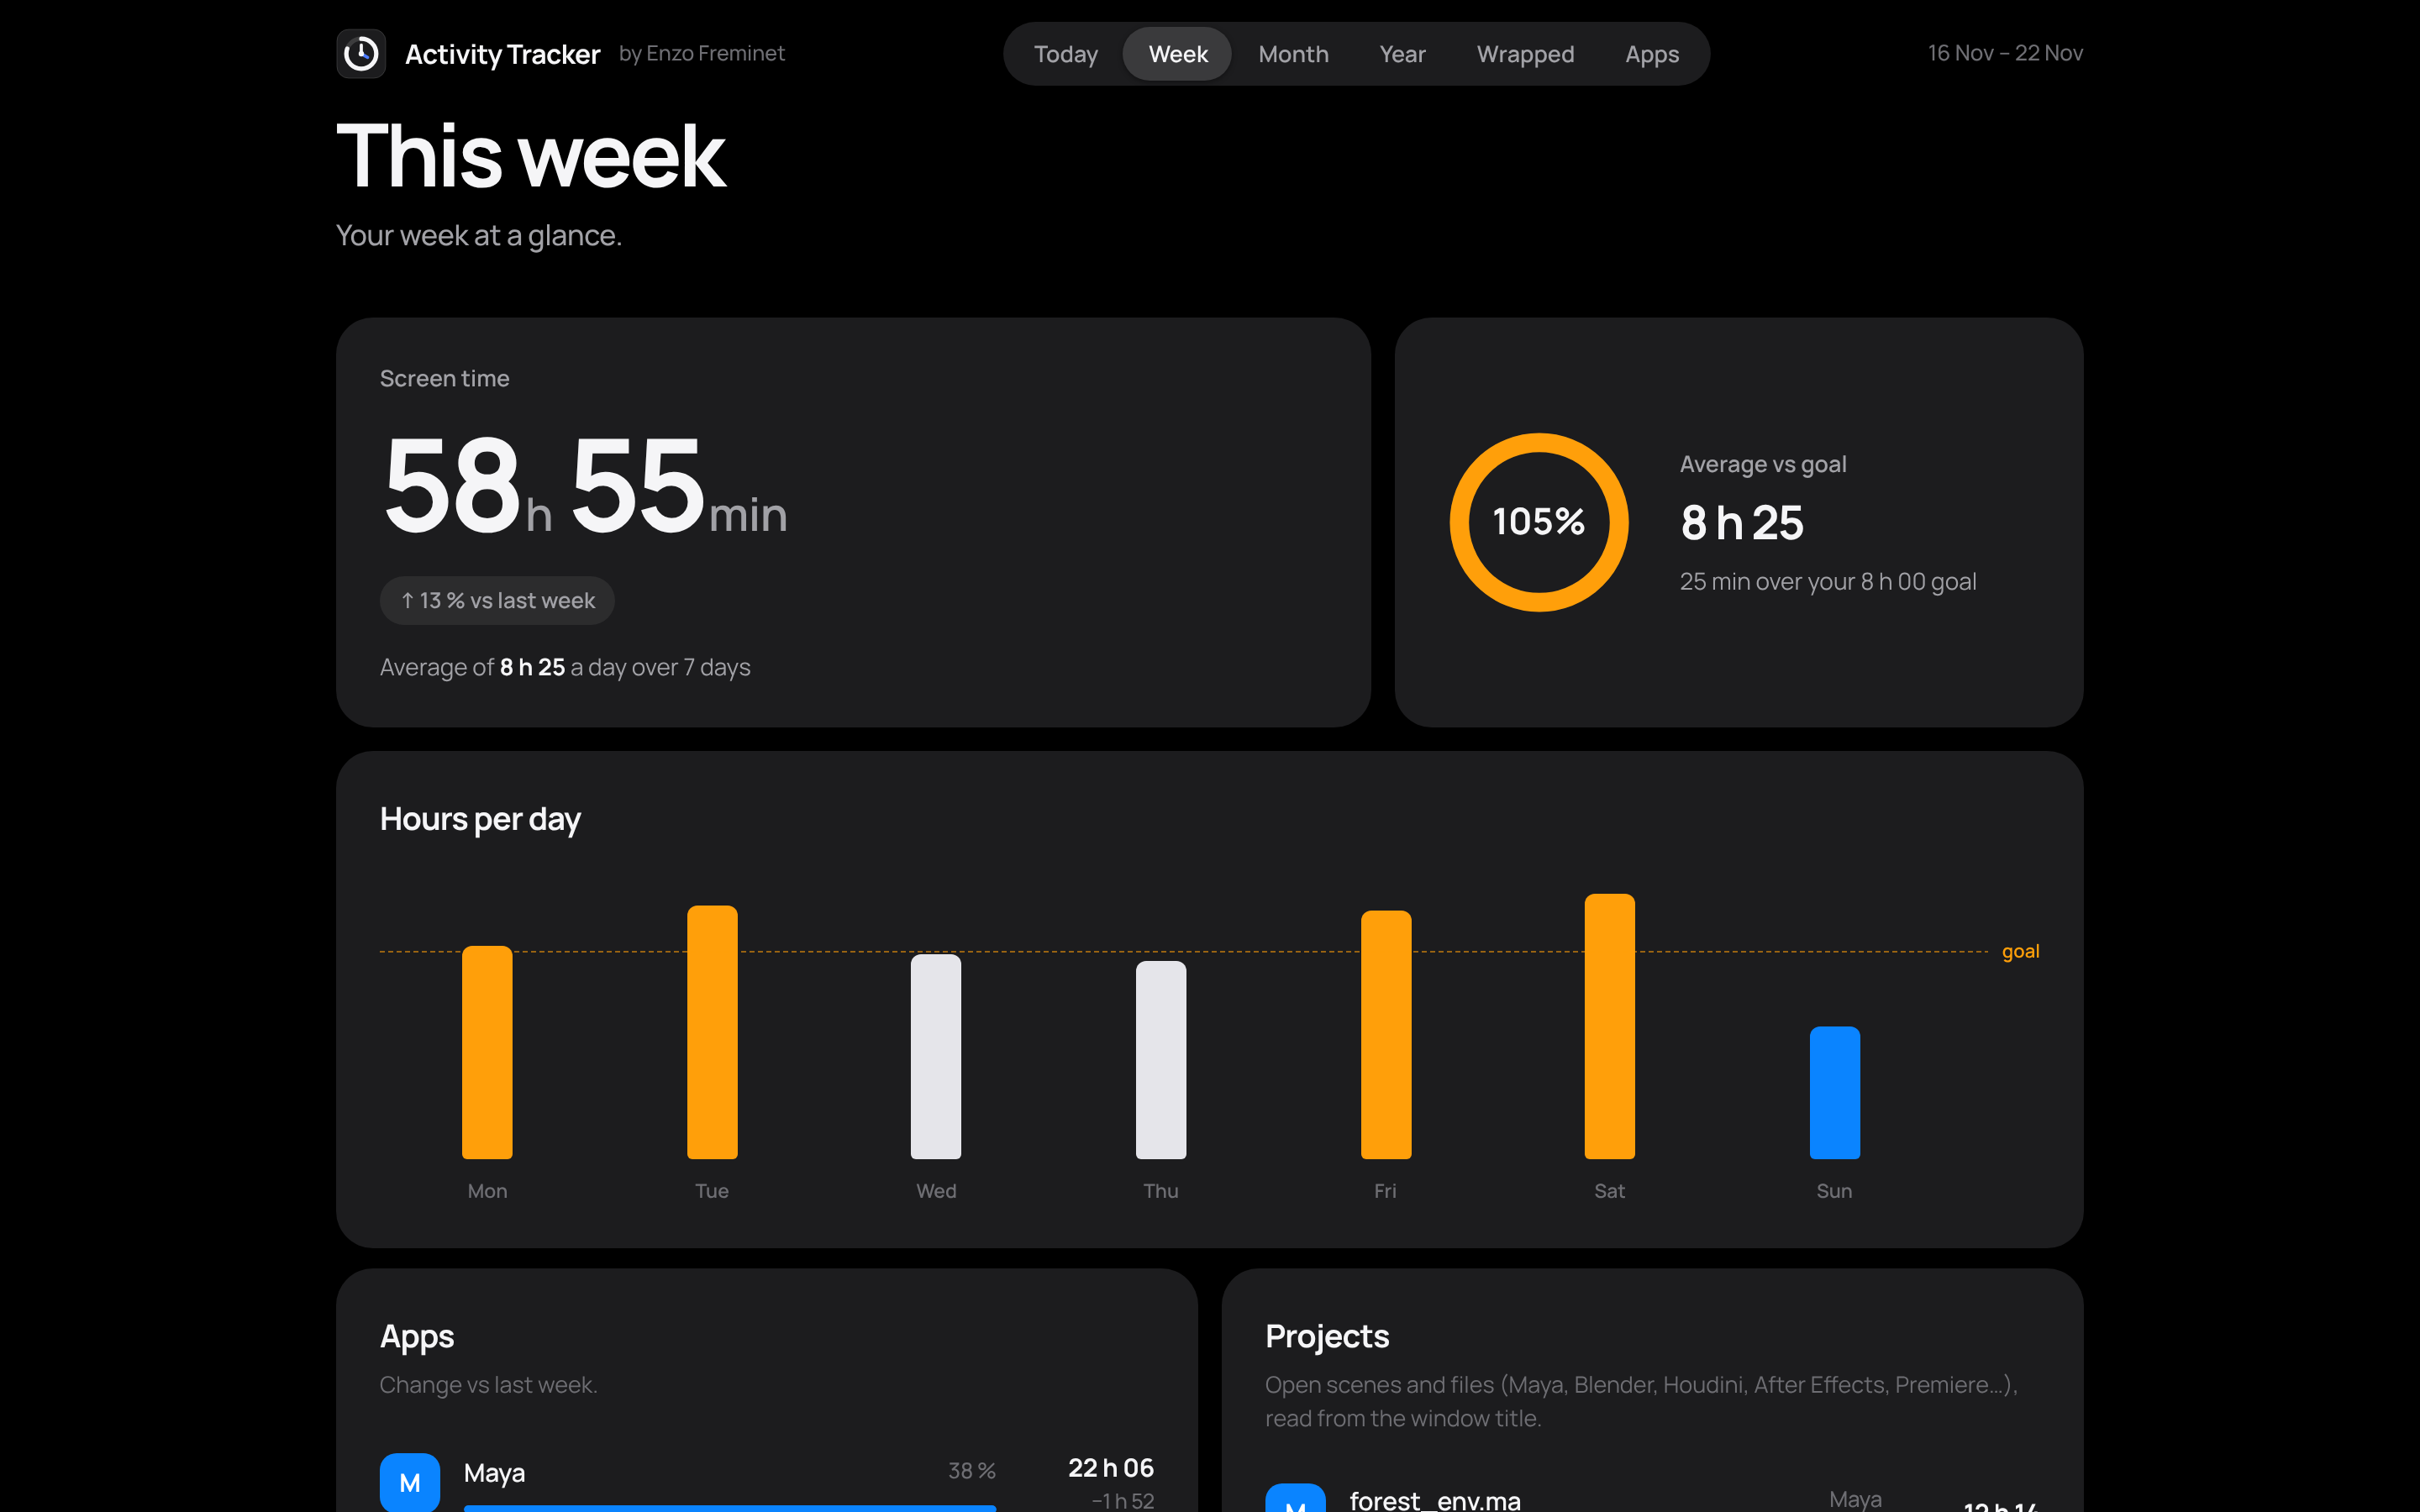 Activity Tracker by Enzo Freminet
Today Week Month Year Wrapped Apps
16 Nov – 22 Nov
This week
Your week at a glance.
Screen time
58h 55min
↑ 13 % vs last week
Average of 8 h 25 a day over 7 days
105%
Average vs goal
8 h 25
25 min over your 8 h 00 goal
Hours per day
goal
Mon Tue Wed Thu Fri Sat Sun
Apps
Change vs last week.
M Maya 38 % 22 h 06
−1 h 52
Projects
Open scenes and files (Maya, Blender, Houdini, After Effects, Premiere...),
read from the window title.
M forest_env.ma Maya 12 h 14